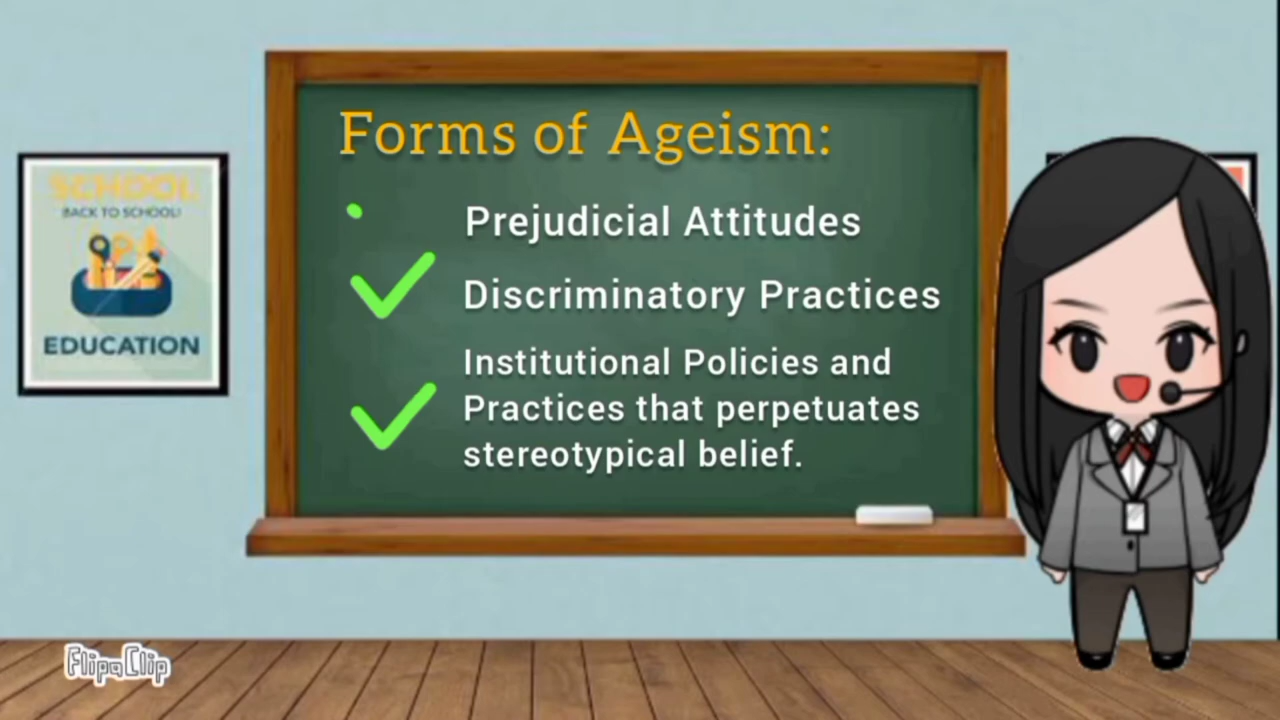 Forms of Ageism:
Prejudicial Attitudes
Discriminatory Practices
Institutional Policies and
Practices that perpetuates
stereotypical belief.
SCHOOL
BACK TO SCHOOL!
EDUCATION
FlipaClip